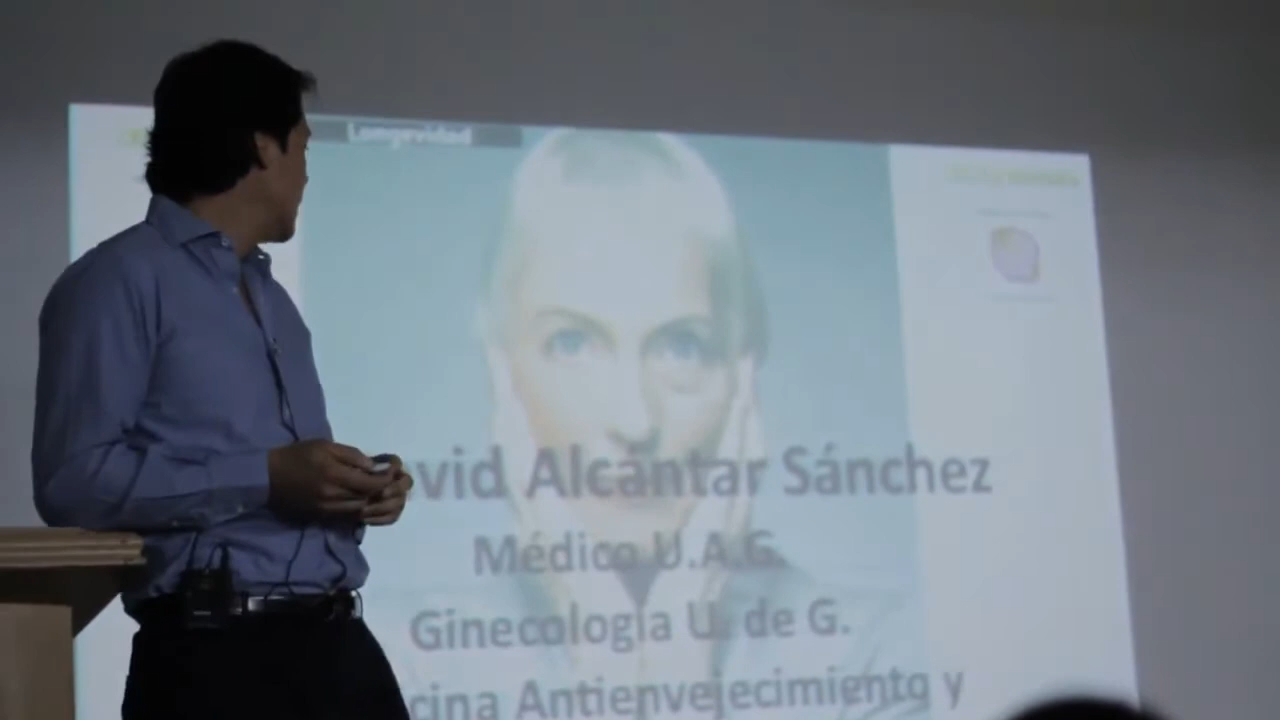 Longevidad
vid Alcántar Sánchez
Médico U.A.G.
Ginecología U. de G.
cina Antienvejecimiento y